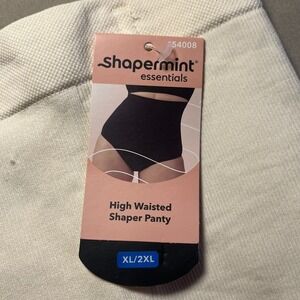 54008
Shapermint®
essentials
High Waisted
Shaper Panty
XL/2XL